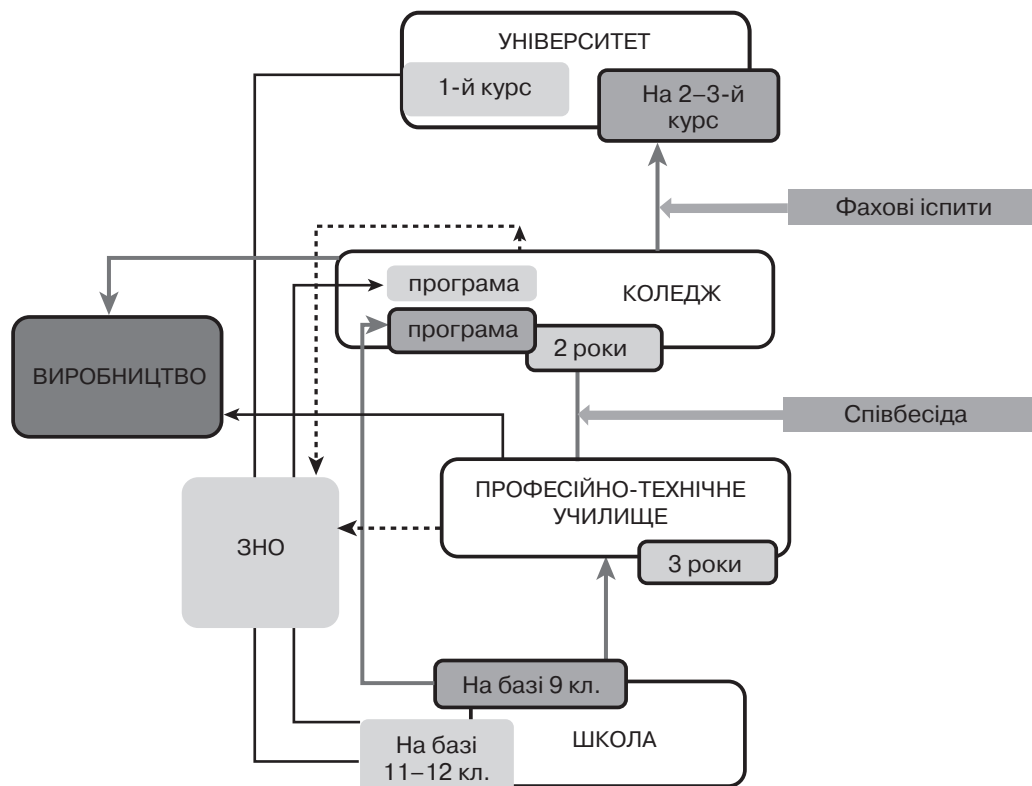 УНІВЕРСИТЕТ
1-й курс
На 2–3-й
курс
Фахові іспити
програма
КОЛЕДЖ
програма
2 роки
ВИРОБНИЦТВО
Співбесіда
ПРОФЕСІЙНО-ТЕХНІЧНЕ
УЧИЛИЩЕ
ЗНО
3 роки
На базі 9 кл.
ШКОЛА
На базі
11–12 кл.